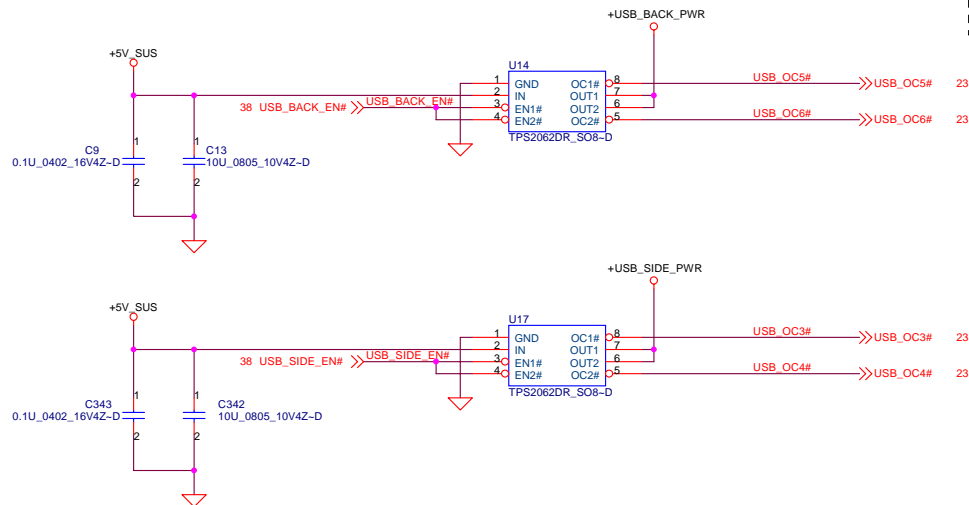 +USB_BACK_PWR
+5V_SUS
U14
1 GND OC1# 8 USB_OC5# USB_OC5# 23
2 IN OUT1 7
38 USB_BACK_EN# USB_BACK_EN# 3 EN1# OUT2 6
4 EN2# OC2# 5 USB_OC6# USB_OC6# 23
TPS2062DR_SO8~D
1 1
C9 C13
0.1U_0402_16V4Z~D 10U_0805_10V4Z~D
2 2
+USB_SIDE_PWR
+5V_SUS
U17
1 GND OC1# 8 USB_OC3# USB_OC3# 23
2 IN OUT1 7
38 USB_SIDE_EN# USB_SIDE_EN# 3 EN1# OUT2 6
4 EN2# OC2# 5 USB_OC4# USB_OC4# 23
TPS2062DR_SO8~D
1 1
C343 C342
0.1U_0402_16V4Z~D 10U_0805_10V4Z~D
2 2